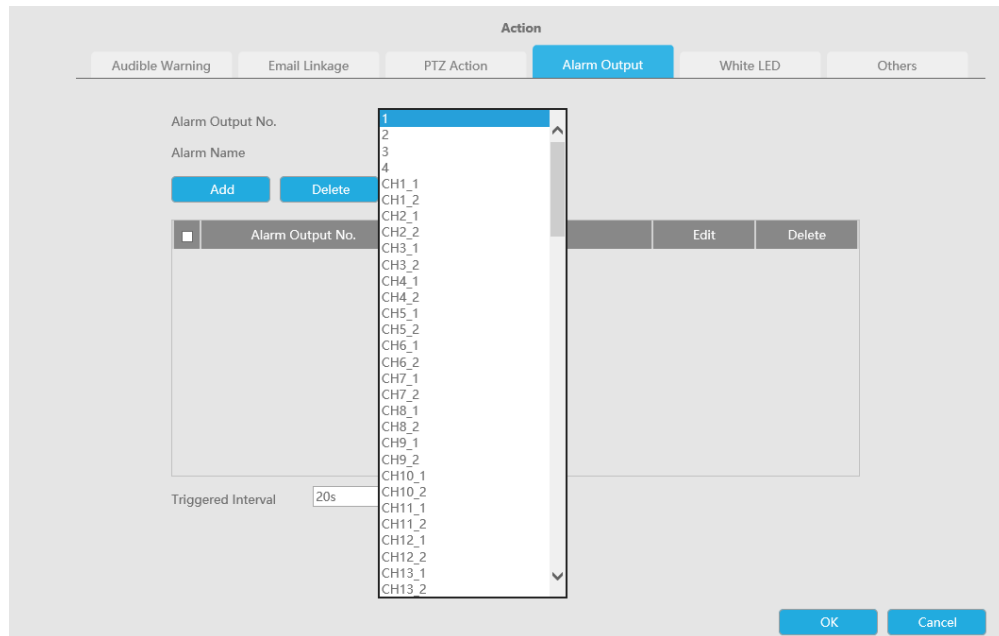 Action
Audible Warning Email Linkage PTZ Action Alarm Output White LED Others
Alarm Output No.
Alarm Name
Add Delete
Alarm Output No. Edit Delete
1
2
3
4
CH1_1
CH1_2
CH2_1
CH2_2
CH3_1
CH3_2
CH4_1
CH4_2
CH5_1
CH5_2
CH6_1
CH6_2
CH7_1
CH7_2
CH8_1
CH8_2
CH9_1
CH9_2
CH10_1
CH10_2
CH11_1
CH11_2
CH12_1
CH12_2
CH13_1
CH13_2
Triggered Interval 20s
OK Cancel